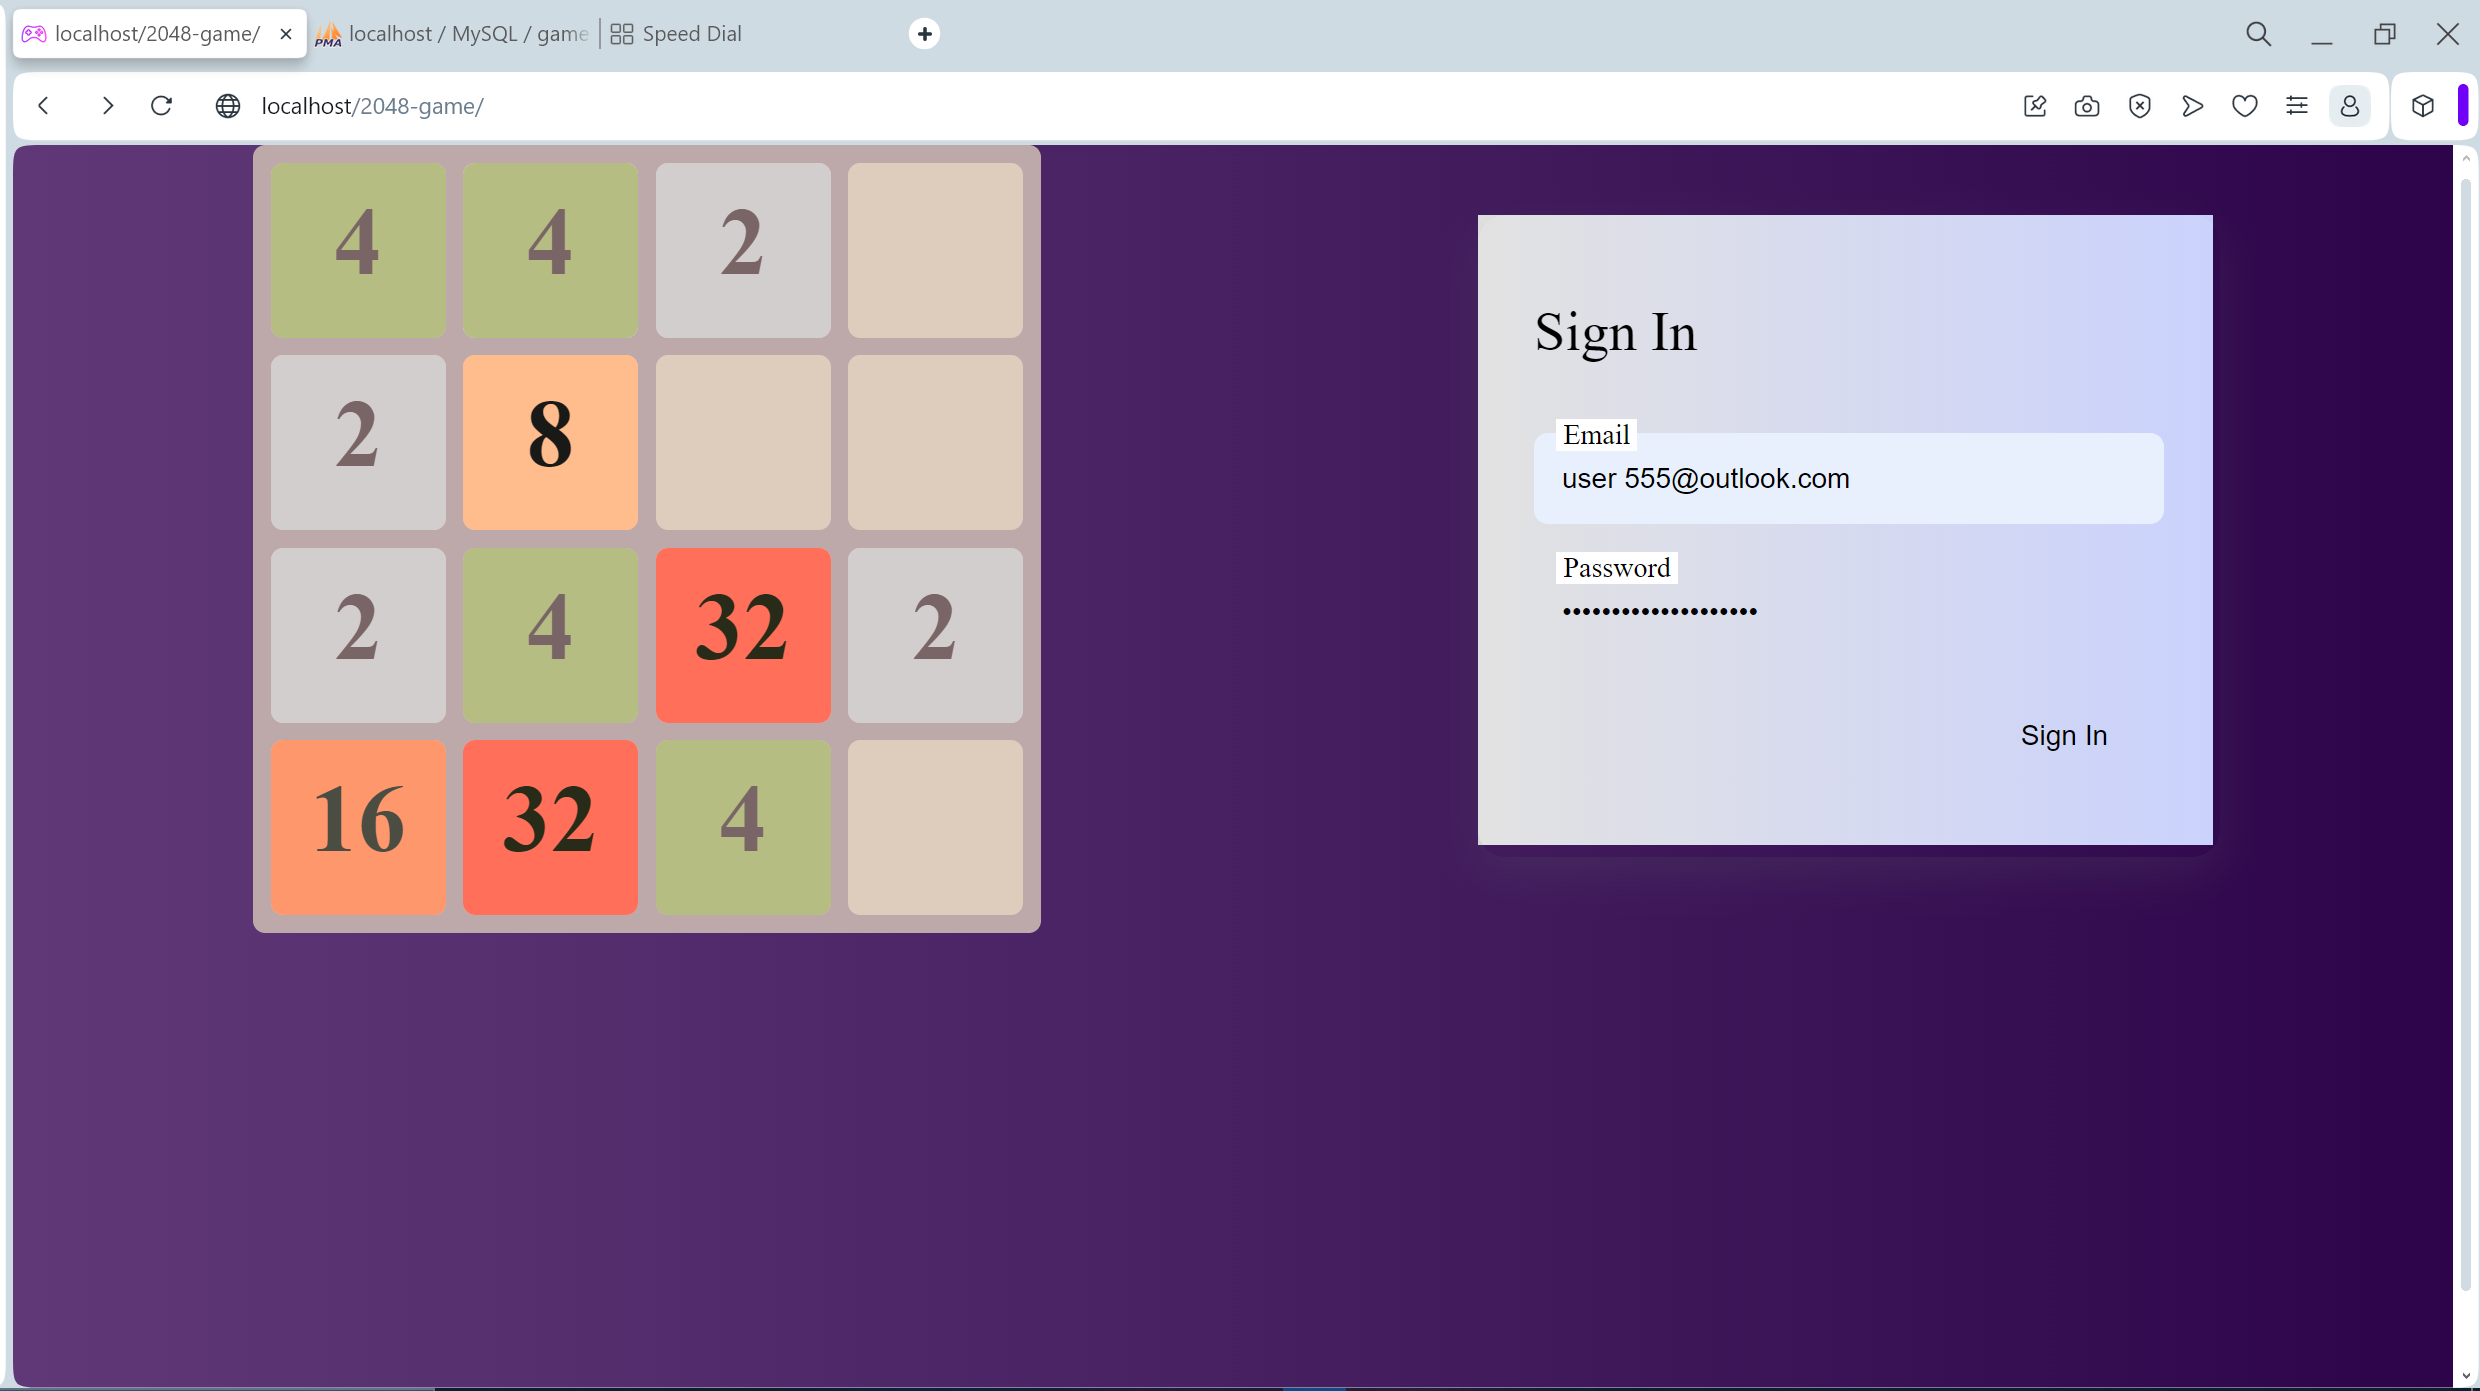 localhost/2048-game/
PMA localhost / MySQL / game
Speed Dial
localhost/2048-game/
4 4 2
2 8
2 4 32 2
16 32 4
Sign In
Email
user 555@outlook.com
Password
••••••••••••••••••••
Sign In